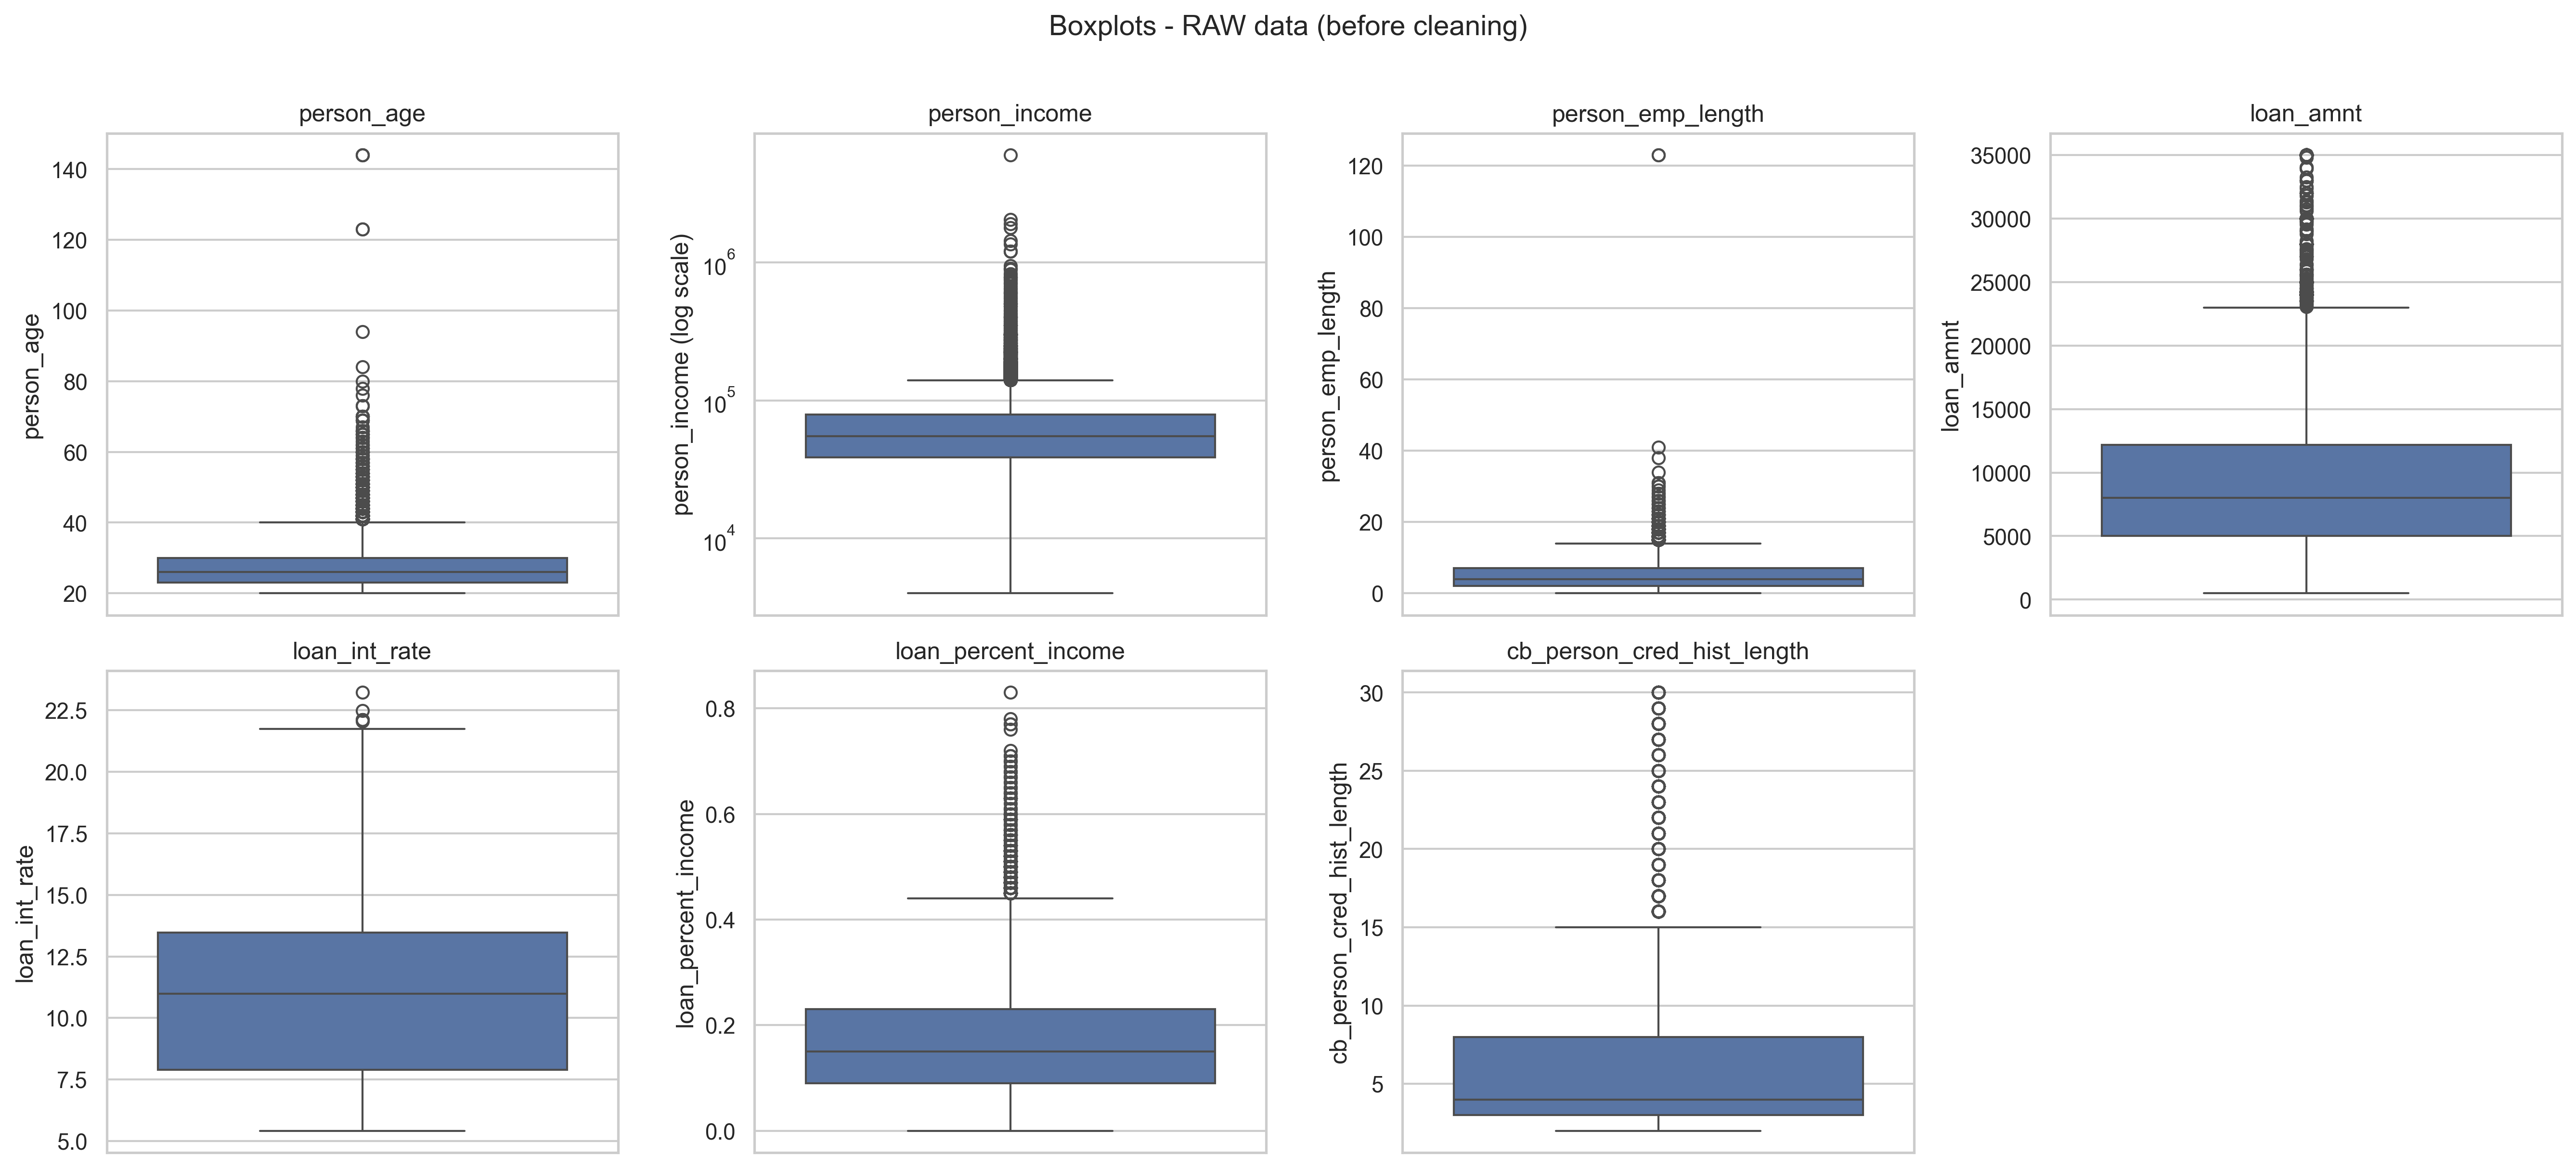 Boxplots - RAW data (before cleaning)
person_age
person_age
140
120
100
80
60
40
20
person_income
person_income (log scale)
10^6
10^5
10^4
person_emp_length
person_emp_length
120
100
80
60
40
20
0
loan_amnt
loan_amnt
35000
30000
25000
20000
15000
10000
5000
0
loan_int_rate
loan_int_rate
22.5
20.0
17.5
15.0
12.5
10.0
7.5
5.0
loan_percent_income
loan_percent_income
0.8
0.6
0.4
0.2
0.0
cb_person_cred_hist_length
cb_person_cred_hist_length
30
25
20
15
10
5